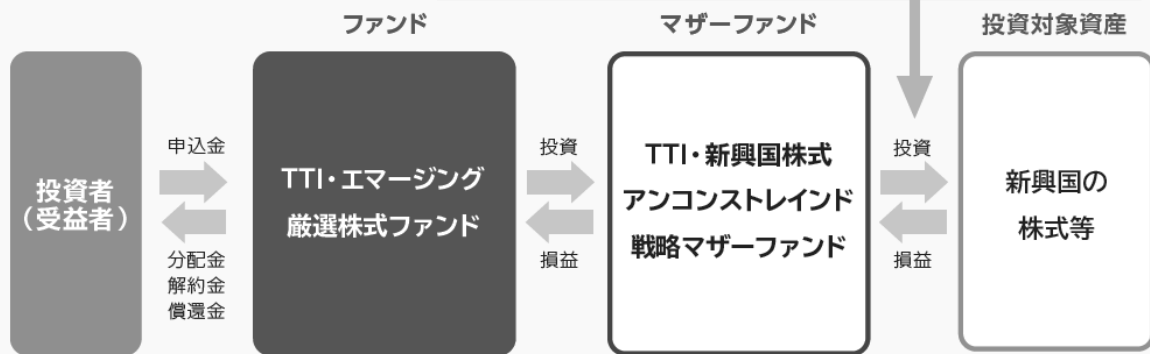 ファンド
マザーファンド
投資対象資産
投資者
（受益者）
申込金
分配金
解約金
償還金
TTI・エマージング
厳選株式ファンド
投資
損益
TTI・新興国株式
アンコンストレインド
戦略マザーファンド
投資
損益
新興国の
株式等